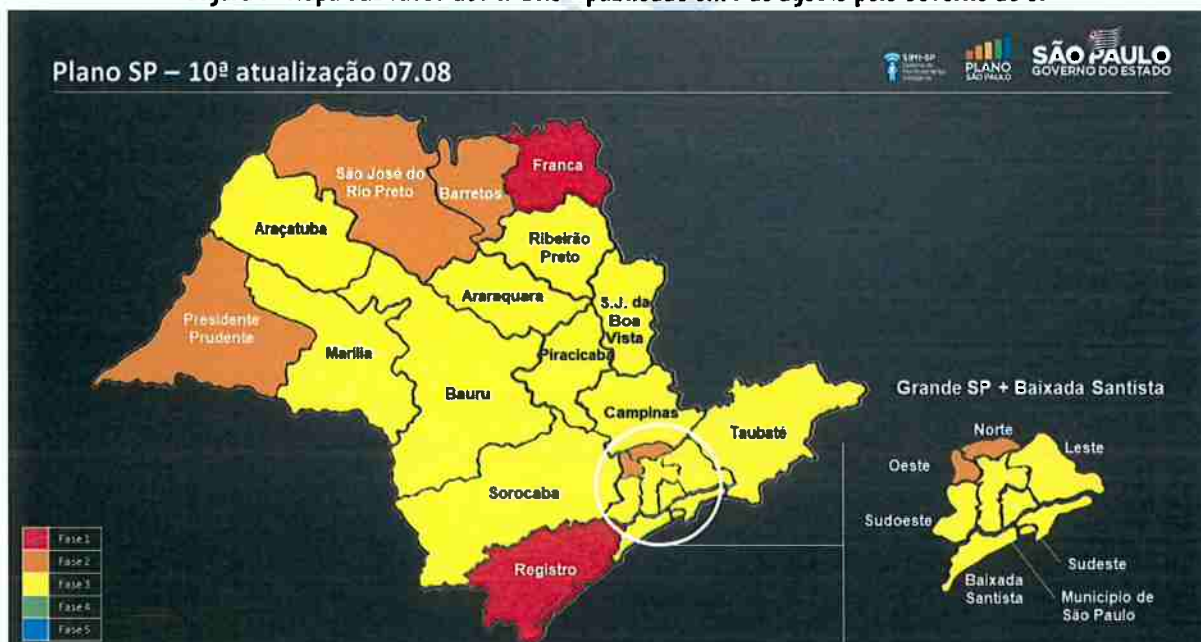 Plano SP – 10ª atualização 07.08
SIMI-SP
PLANO
SÃO PAULO
SÃO PAULO
GOVERNO DO ESTADO
Franca
São José do
Rio Preto
Barretos
Araçatuba
Ribeirão
Preto
Araraquara
S.J. da
Boa
Vista
Presidente
Prudente
Marília
Piracicaba
Bauru
Campinas
Taubaté
Sorocaba
Registro
Grande SP + Baixada Santista
Norte
Leste
Oeste
Sudoeste
Sudeste
Baixada
Santista
Município de
São Paulo
Fase 1
Fase 2
Fase 3
Fase 4
Fase 5